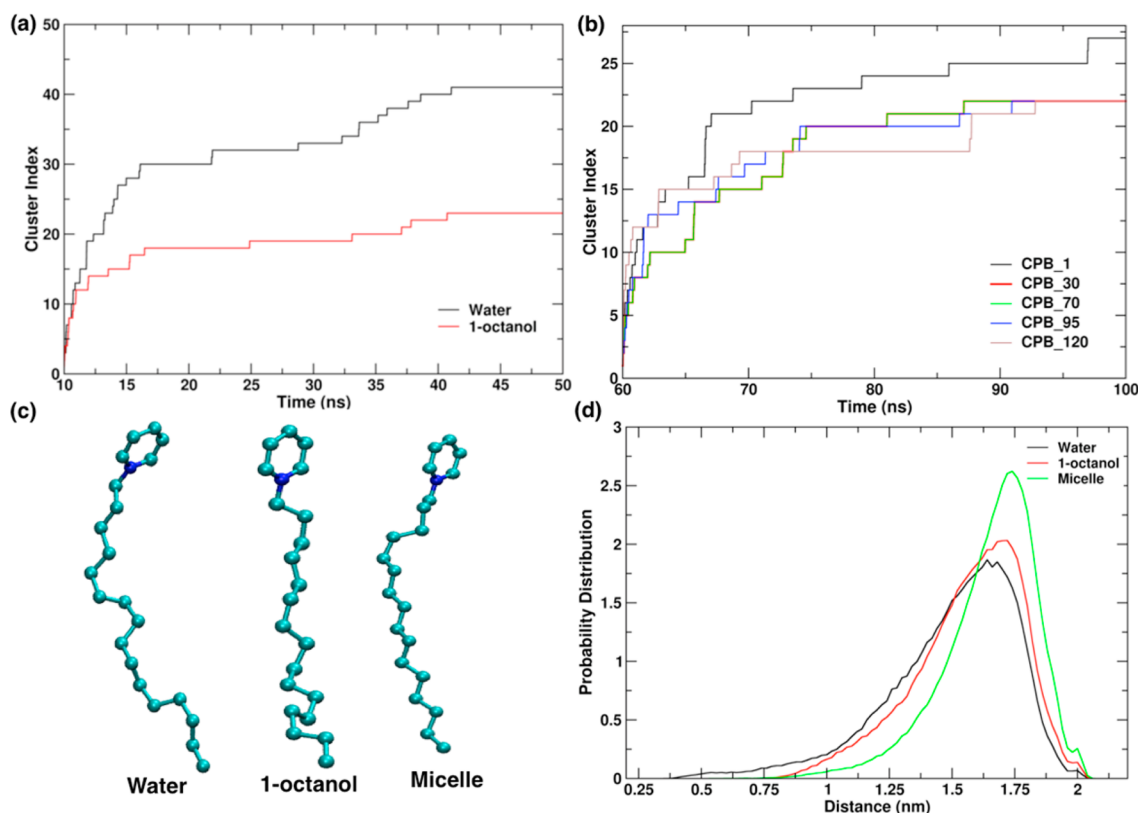 (a)
50
40
30
20
10
0
Cluster Index
10 15 20 25 30 35 40 45 50
Time (ns)
Water
1-octanol
(b)
25
20
15
10
5
0
Cluster Index
60 70 80 90 100
Time (ns)
CPB_1
CPB_30
CPB_70
CPB_95
CPB_120
(c)
Water 1-octanol Micelle
(d)
3
2.5
2
1.5
1
0.5
0
Probability Distribution
0.25 0.5 0.75 1 1.25 1.5 1.75 2
Distance (nm)
Water
1-octanol
Micelle